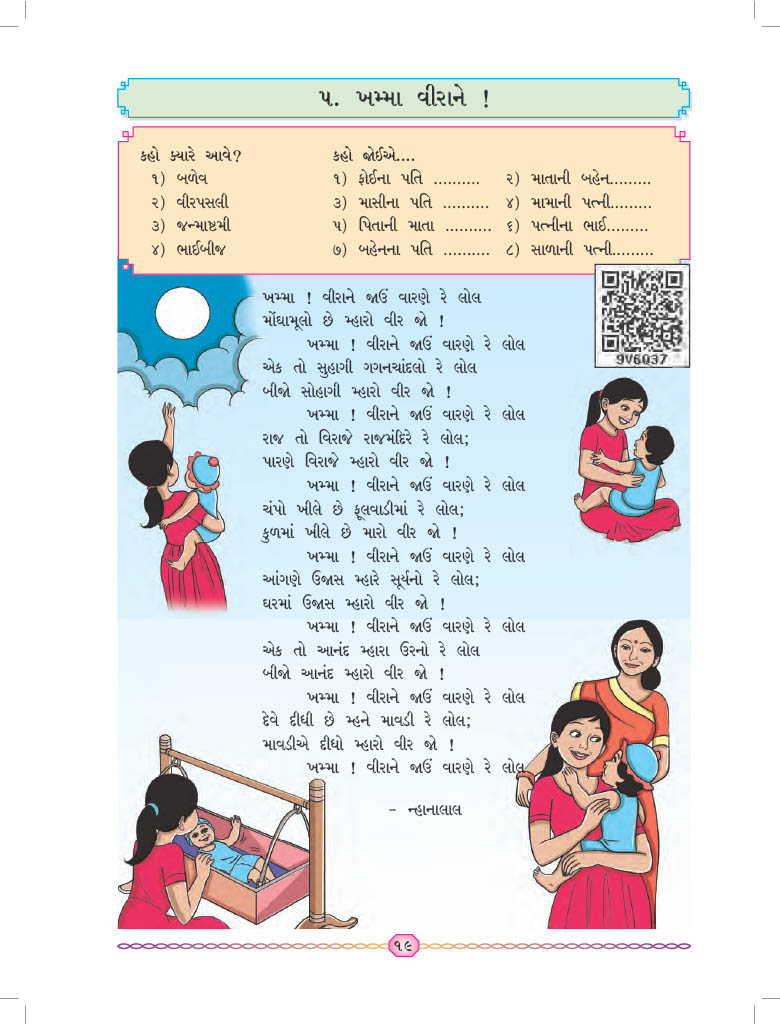 ૫. ખમ્મા વીરાને !
કહો ક્યારે આવે?
૧) બળેવ
૨) વીરપસલી
૩) જન્માષ્ટમી
૪) ભાઈબીજ
કહો જોઈએ....
૧) ફોઈના પતિ .......... ૨) માતાની બહેન.........
૩) માસીના પતિ .......... ૪) મામાની પત્ની.........
૫) પિતાની માતા .......... ૬) પત્નીના ભાઈ.........
૭) બહેનના પતિ .......... ૮) સાળાની પત્ની.........
9V6Q37
ખમ્મા ! વીરાને જાઉં વારણે રે લોલ
મોંઘામૂલો છે મ્હારો વીર જો !
ખમ્મા ! વીરાને જાઉં વારણે રે લોલ
એક તો સુહાગી ગગનચાંદલો રે લોલ
બીજો સોહાગી મ્હારો વીર જો !
ખમ્મા ! વીરાને જાઉં વારણે રે લોલ
રાજ તો વિરાજે રાજમંદિરે રે લોલ;
પારણે વિરાજે મ્હારો વીર જો !
ખમ્મા ! વીરાને જાઉં વારણે રે લોલ
ચંપો ખીલે છે ફૂલવાડીમાં રે લોલ;
કુળમાં ખીલે છે મારો વીર જો !
ખમ્મા ! વીરાને જાઉં વારણે રે લોલ
આંગણે ઉજાસ મ્હારે સૂર્યનો રે લોલ;
ઘરમાં ઉજાસ મ્હારો વીર જો !
ખમ્મા ! વીરાને જાઉં વારણે રે લોલ
એક તો આનંદ મ્હારા ઉરનો રે લોલ
બીજો આનંદ મ્હારો વીર જો !
ખમ્મા ! વીરાને જાઉં વારણે રે લોલ
દેવે દીધી છે મ્હને માવડી રે લોલ;
માવડીએ દીધો મ્હારો વીર જો !
ખમ્મા ! વીરાને જાઉં વારણે રે લોલ
- ન્હાનાલાલ
૧૯